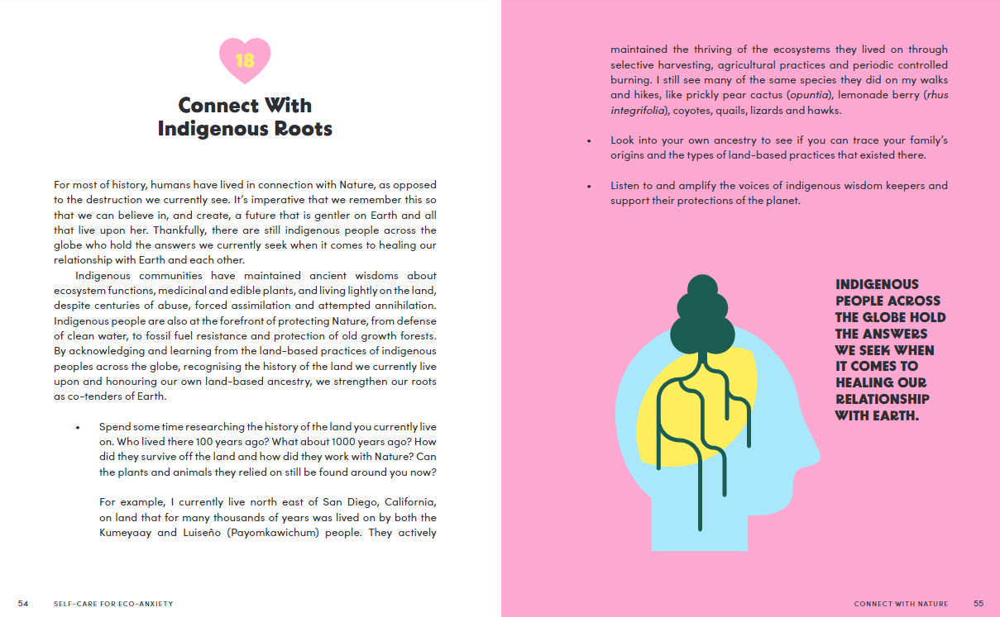 18
Connect With
Indigenous Roots
For most of history, humans have lived in connection with Nature, as opposed
to the destruction we currently see. It's imperative that we remember this so
that we can believe in, and create, a future that is gentler on Earth and all
that live upon her. Thankfully, there are still indigenous people across the
globe who hold the answers we currently seek when it comes to healing our
relationship with Earth and each other.
Indigenous communities have maintained ancient wisdoms about
ecosystem functions, medicinal and edible plants, and living lightly on the land,
despite centuries of abuse, forced assimilation and attempted annihilation.
Indigenous people are also at the forefront of protecting Nature, from defense
of clean water, to fossil fuel resistance and protection of old growth forests.
By acknowledging and learning from the land-based practices of indigenous
peoples across the globe, recognising the history of the land we currently live
upon and honouring our own land-based ancestry, we strengthen our roots
as co-tenders of Earth.
• Spend some time researching the history of the land you currently live
on. Who lived there 100 years ago? What about 1000 years ago? How
did they survive off the land and how did they work with Nature? Can
the plants and animals they relied on still be found around you now?
For example, I currently live north east of San Diego, California,
on land that for many thousands of years was lived on by both the
Kumeyaay and Luiseño (Payomkawichum) people. They actively
54 SELF-CARE FOR ECO-ANXIETY
maintained the thriving of the ecosystems they lived on through
selective harvesting, agricultural practices and periodic controlled
burning. I still see many of the same species they did on my walks
and hikes, like prickly pear cactus (opuntia), lemonade berry (rhus
integrifolia), coyotes, quails, lizards and hawks.
• Look into your own ancestry to see if you can trace your family's
origins and the types of land-based practices that existed there.
• Listen to and amplify the voices of indigenous wisdom keepers and
support their protections of the planet.
INDIGENOUS
PEOPLE ACROSS
THE GLOBE HOLD
THE ANSWERS
WE SEEK WHEN
IT COMES TO
HEALING OUR
RELATIONSHIP
WITH EARTH.
CONNECT WITH NATURE 55